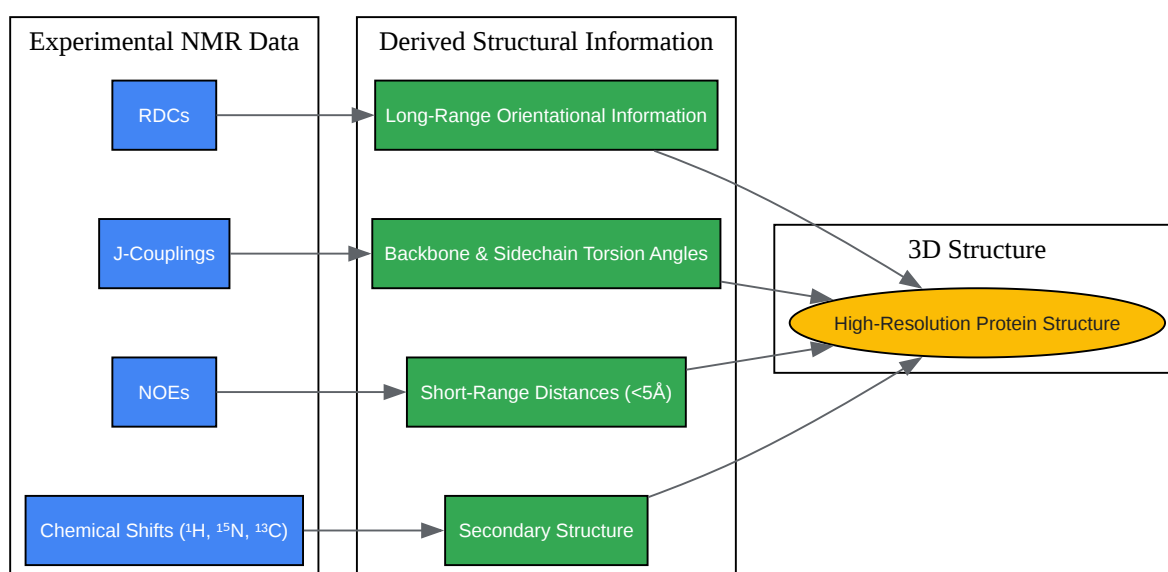 Experimental NMR Data
Derived Structural Information
RDCs
Long-Range Orientational Information
J-Couplings
Backbone & Sidechain Torsion Angles
3D Structure
High-Resolution Protein Structure
NOEs
Short-Range Distances (<5Å)
Chemical Shifts (¹H, ¹⁵N, ¹³C)
Secondary Structure